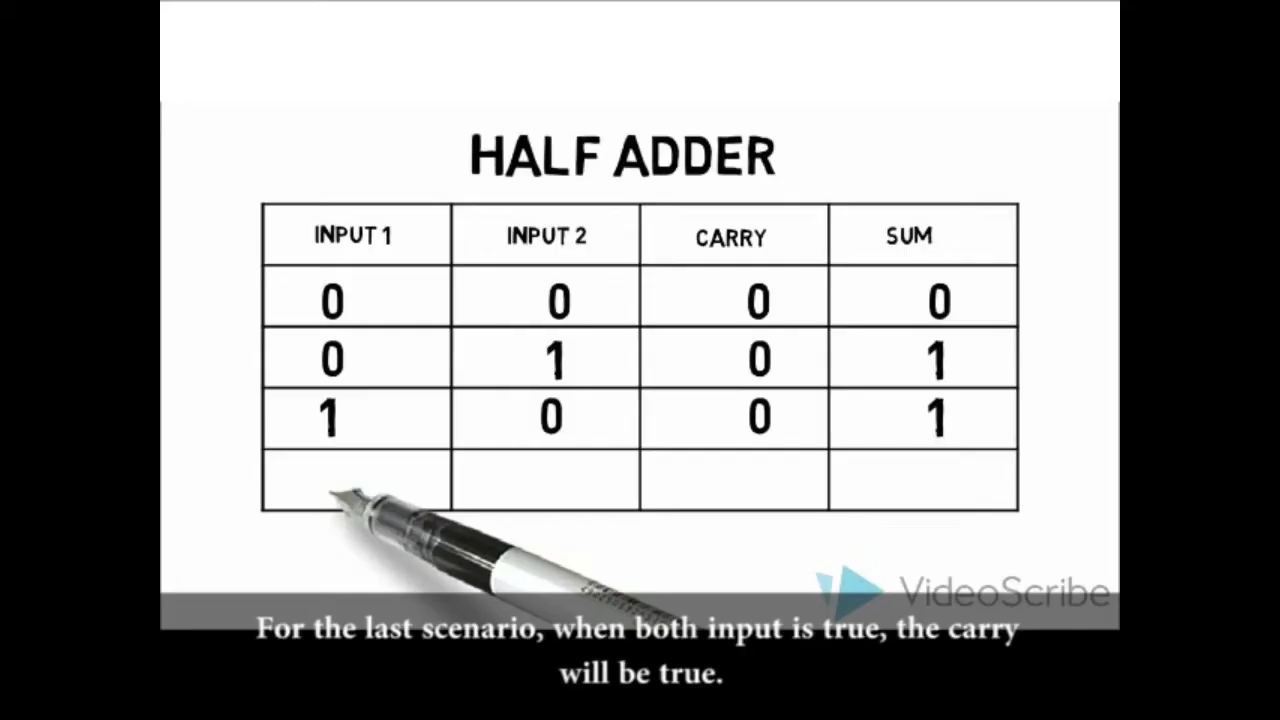 HALF ADDER
INPUT 1 INPUT 2 CARRY SUM
0 0 0 0
0 1 0 1
1 0 0 1
VideoScribe
For the last scenario, when both input is true, the carry
will be true.